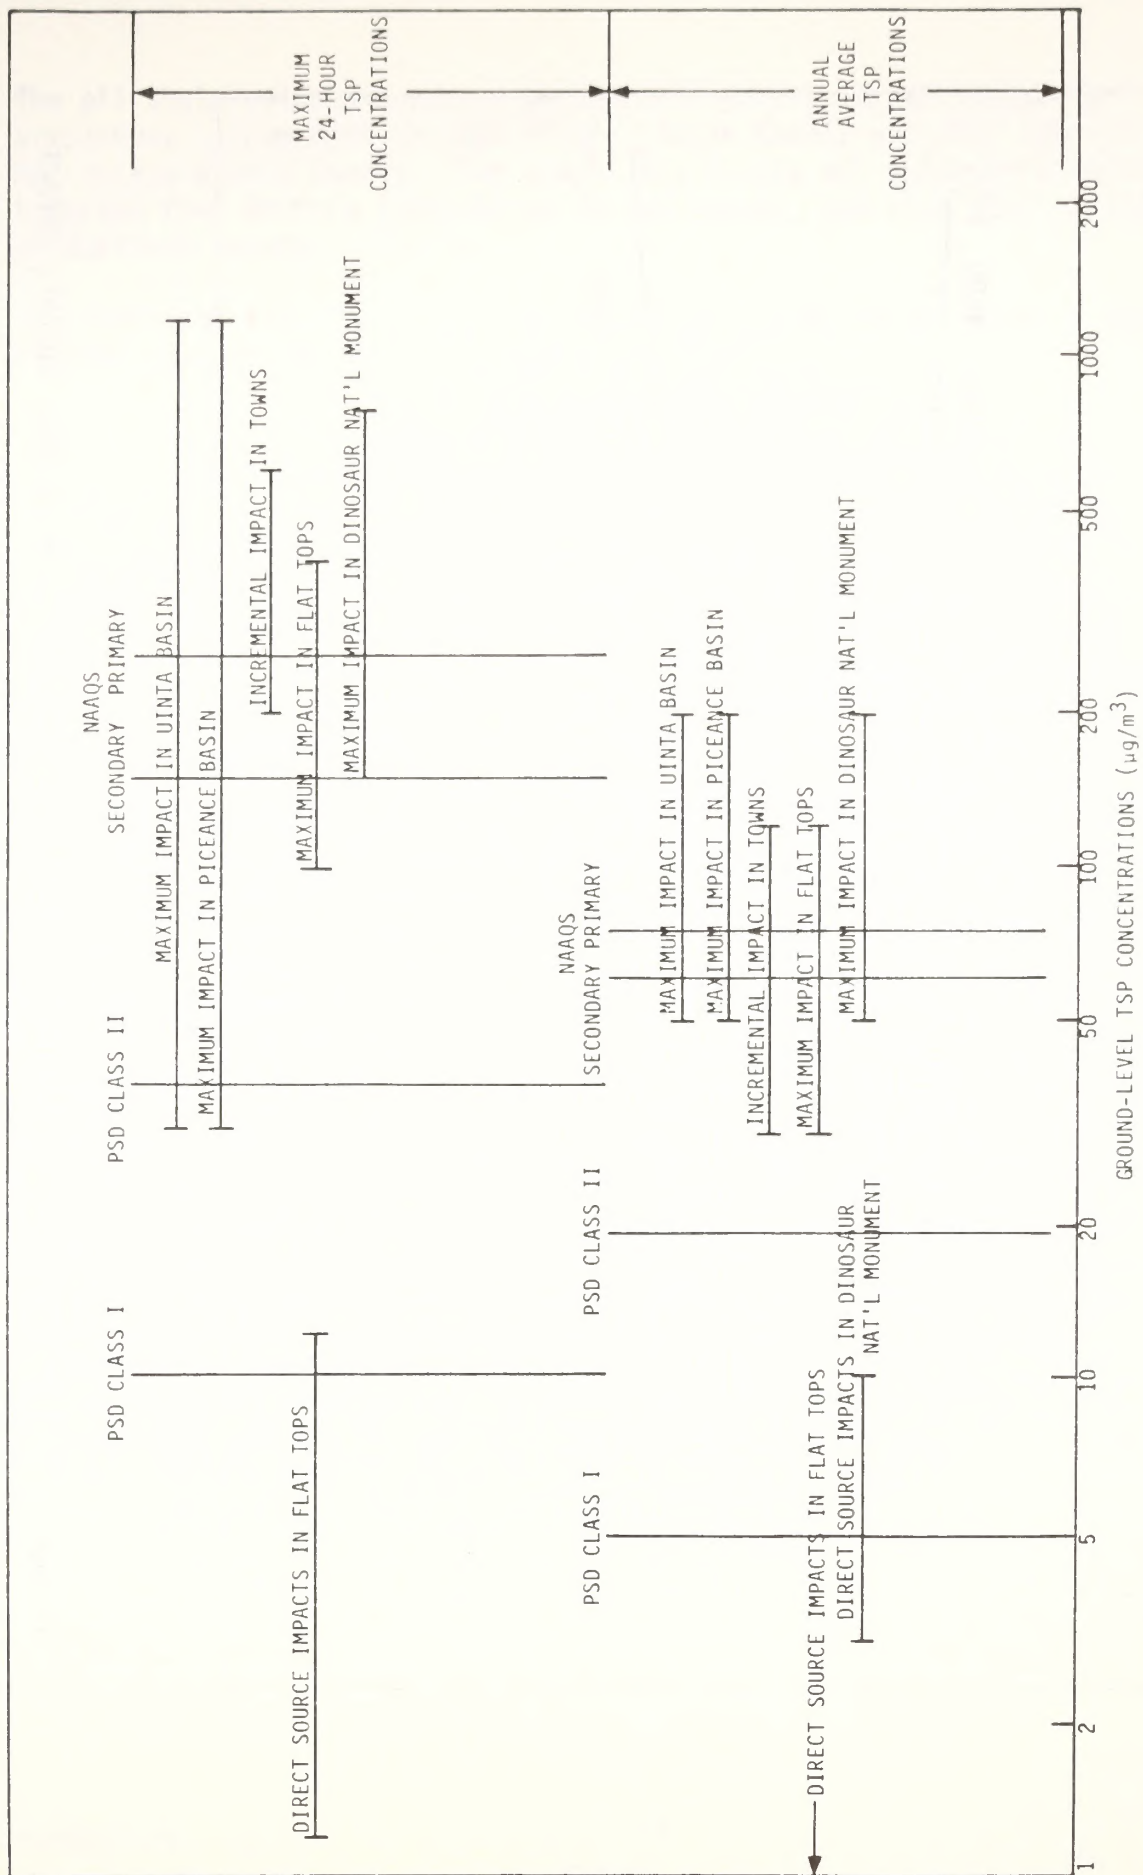 PSD CLASS I
PSD CLASS II
NAAQS
SECONDARY PRIMARY
MAXIMUM IMPACT IN UINTA BASIN
MAXIMUM IMPACT IN PICEANCE BASIN
INCREMENTAL IMPACT IN TOWNS
DIRECT SOURCE IMPACTS IN FLAT TOPS
MAXIMUM IMPACT IN FLAT TOPS
MAXIMUM IMPACT IN DINOSAUR NAT'L MONUMENT
MAXIMUM
24-HOUR
TSP
CONCENTRATIONS
PSD CLASS I
PSD CLASS II
NAAQS
SECONDARY PRIMARY
MAXIMUM IMPACT IN UINTA BASIN
MAXIMUM IMPACT IN PICEANCE BASIN
INCREMENTAL IMPACT IN TOWNS
MAXIMUM IMPACT IN FLAT TOPS
MAXIMUM IMPACT IN DINOSAUR NAT'L MONUMENT
DIRECT SOURCE IMPACTS IN FLAT TOPS
DIRECT SOURCE IMPACTS IN DINOSAUR
NAT'L MONUMENT
ANNUAL
AVERAGE
TSP
CONCENTRATIONS
1 2 5 10 20 50 100 200 500 1000 2000
GROUND-LEVEL TSP CONCENTRATIONS (µg/m³)